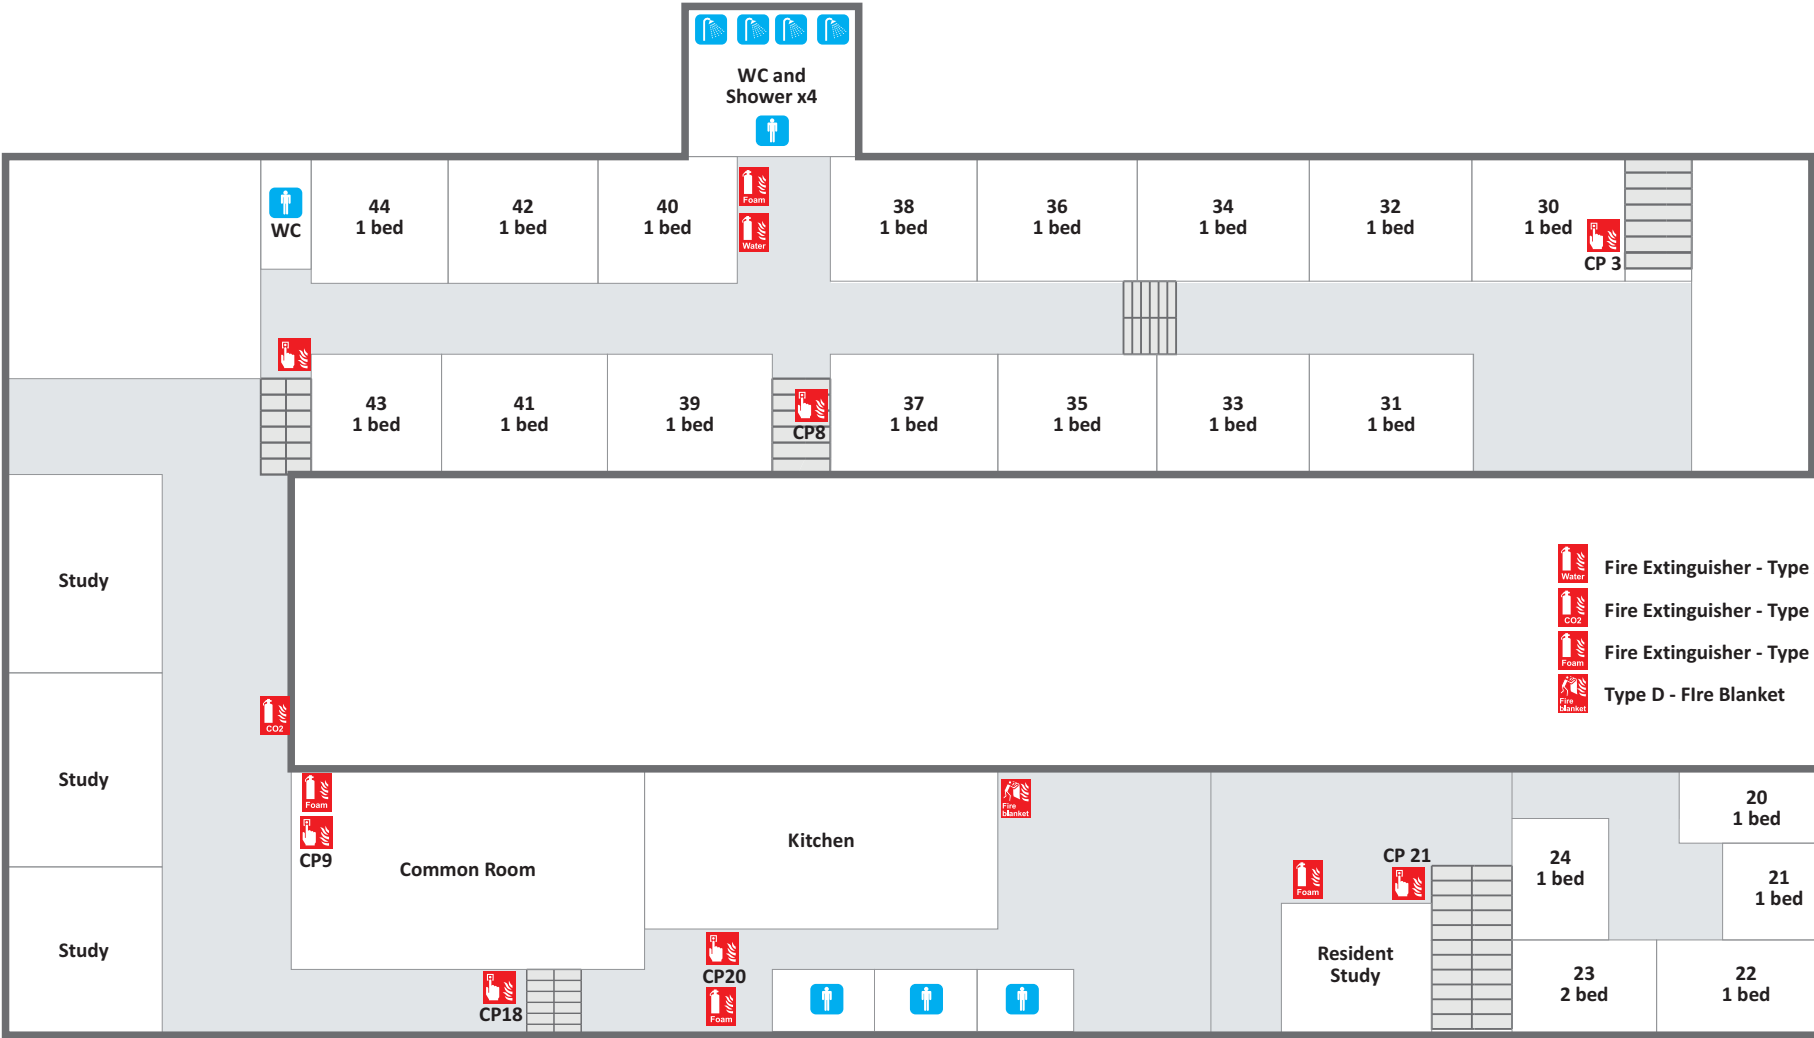 WC and
Shower x4
WC
44
1 bed
42
1 bed
40
1 bed
Foam
Water
38
1 bed
36
1 bed
34
1 bed
32
1 bed
30
1 bed
CP 3
43
1 bed
41
1 bed
39
1 bed
CP8
37
1 bed
35
1 bed
33
1 bed
31
1 bed
Study
Study
Study
CO2
Water
Fire Extinguisher - Type
CO2
Fire Extinguisher - Type
Foam
Fire Extinguisher - Type
Fire
blanket
Type D - FIre Blanket
Foam
CP9
Common Room
Kitchen
Fire
blanket
CP18
CP20
Foam
Foam
CP 21
Resident
Study
20
1 bed
24
1 bed
21
1 bed
23
2 bed
22
1 bed